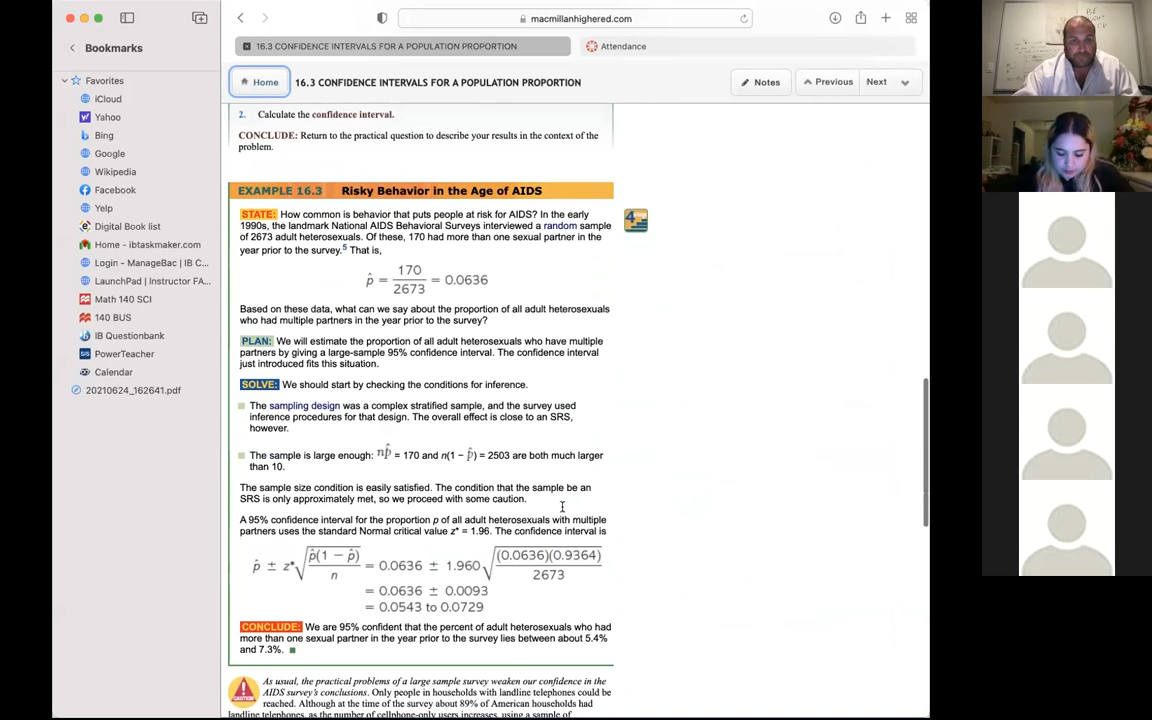 macmillanhighered.com
Bookmarks
16.3 CONFIDENCE INTERVALS FOR A POPULATION PROPORTION
Attendance
Home
16.3 CONFIDENCE INTERVALS FOR A POPULATION PROPORTION
Notes
Previous
Next
Favorites
iCloud
Yahoo
Bing
Google
Wikipedia
Facebook
Yelp
Digital Book list
Home - ibtaskmaker.com
Login - ManageBac | IB C...
LaunchPad | Instructor FA...
Math 140 SCI
140 BUS
IB Questionbank
PowerTeacher
Calendar
20210624_162641.pdf
2. Calculate the confidence interval.
CONCLUDE: Return to the practical question to describe your results in the context of the
problem.
EXAMPLE 16.3 Risky Behavior in the Age of AIDS
STATE: How common is behavior that puts people at risk for AIDS? In the early
1990s, the landmark National AIDS Behavioral Surveys interviewed a random sample
of 2673 adult heterosexuals. Of these, 170 had more than one sexual partner in the
year prior to the survey.5 That is,
p̂ = 170/2673 = 0.0636
Based on these data, what can we say about the proportion of all adult heterosexuals
who had multiple partners in the year prior to the survey?
PLAN: We will estimate the proportion of all adult heterosexuals who have multiple
partners by giving a large-sample 95% confidence interval. The confidence interval
just introduced fits this situation.
SOLVE: We should start by checking the conditions for inference.
The sampling design was a complex stratified sample, and the survey used
inference procedures for that design. The overall effect is close to an SRS,
however.
The sample is large enough: np̂ = 170 and n(1 − p̂) = 2503 are both much larger
than 10.
The sample size condition is easily satisfied. The condition that the sample be an
SRS is only approximately met, so we proceed with some caution.
A 95% confidence interval for the proportion p of all adult heterosexuals with multiple
partners uses the standard Normal critical value z* = 1.96. The confidence interval is
p̂ ± z*√(p̂(1 − p̂)/n) = 0.0636 ± 1.960√((0.0636)(0.9364)/2673)
= 0.0636 ± 0.0093
= 0.0543 to 0.0729
CONCLUDE: We are 95% confident that the percent of adult heterosexuals who had
more than one sexual partner in the year prior to the survey lies between about 5.4%
and 7.3%.
CAUTION
As usual, the practical problems of a large sample survey weaken our confidence in the
AIDS survey's conclusions. Only people in households with landline telephones could be
reached. Although at the time of the survey about 89% of American households had
landline telephones, as the number of cellphone-only users increases, using a sample of